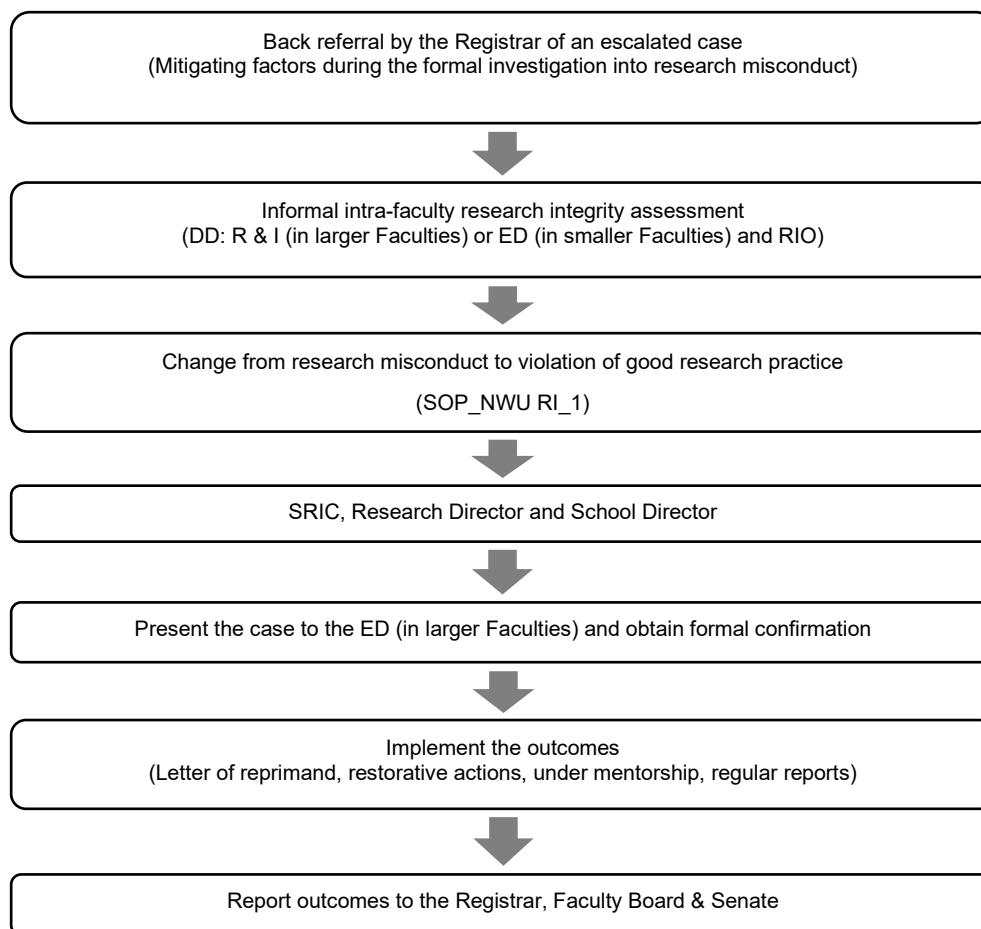 Back referral by the Registrar of an escalated case
(Mitigating factors during the formal investigation into research misconduct)
Informal intra-faculty research integrity assessment
(DD: R & I (in larger Faculties) or ED (in smaller Faculties) and RIO)
Change from research misconduct to violation of good research practice
(SOP_NWU RI_1)
SRIC, Research Director and School Director
Present the case to the ED (in larger Faculties) and obtain formal confirmation
Implement the outcomes
(Letter of reprimand, restorative actions, under mentorship, regular reports)
Report outcomes to the Registrar, Faculty Board & Senate